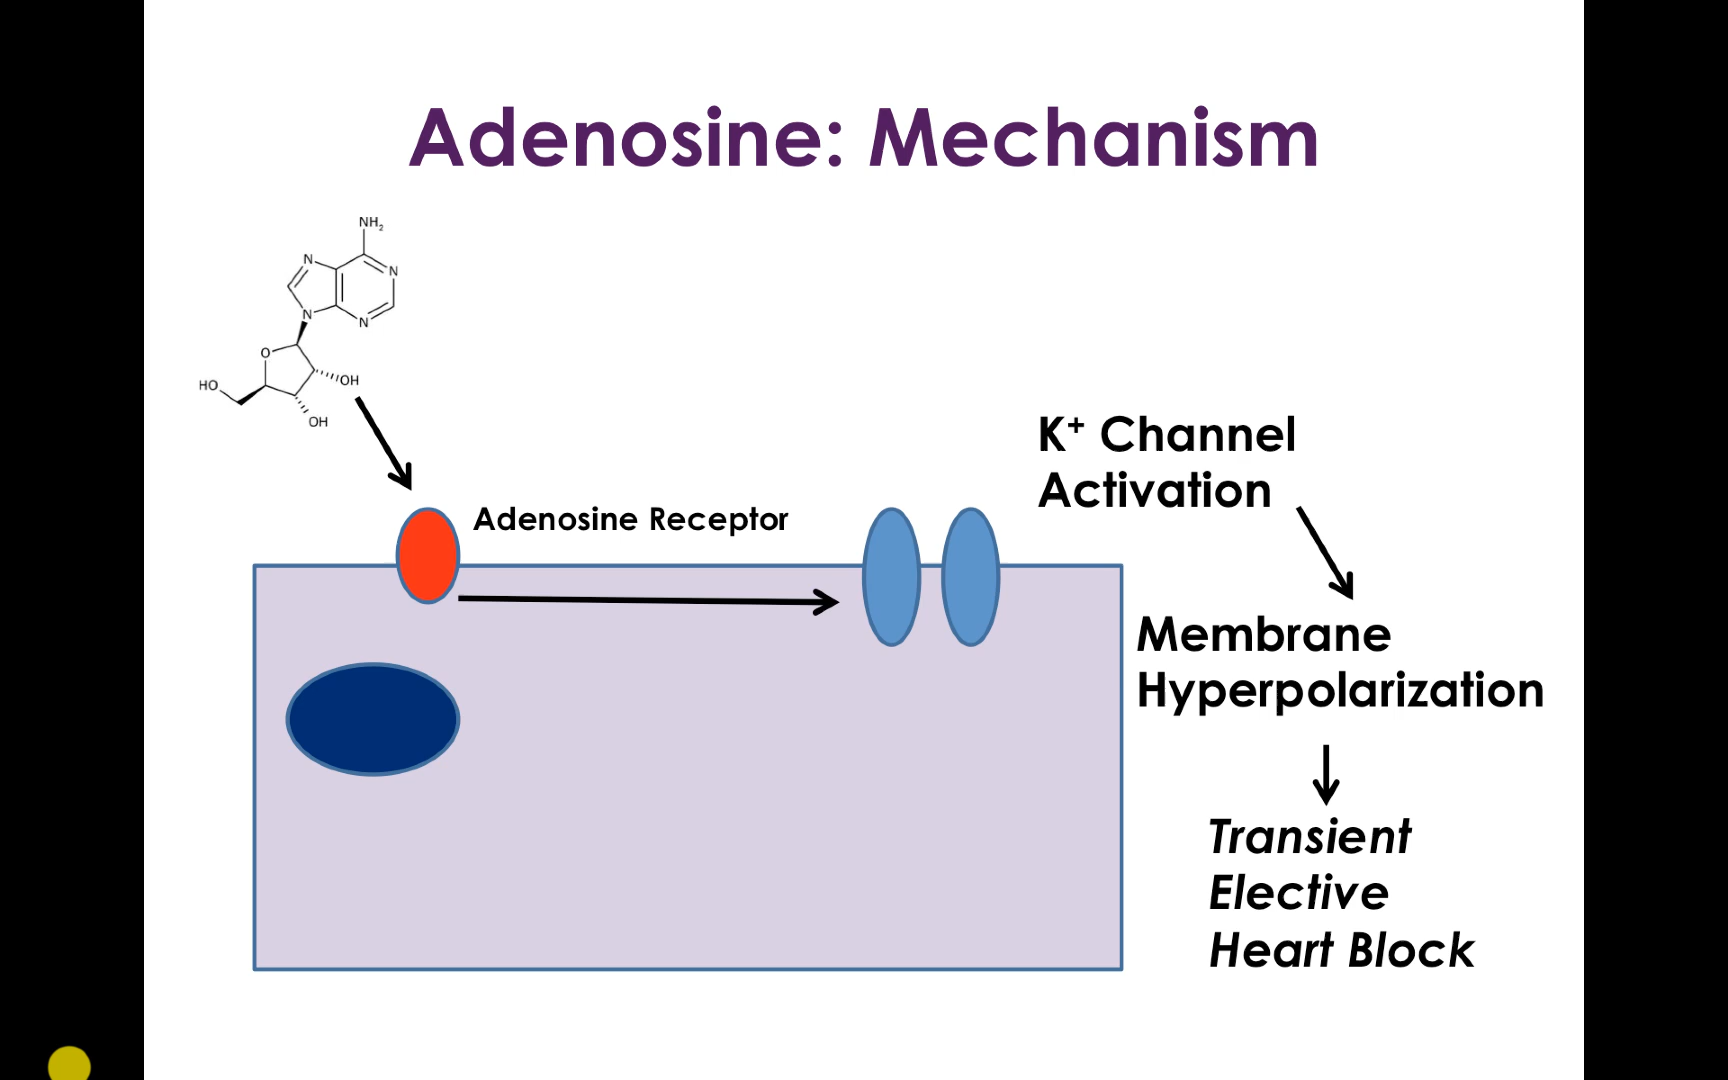 Adenosine: Mechanism
NH2
N
N
N
N
O
HO
OH
OH
K+ Channel
Activation
Adenosine Receptor
Membrane
Hyperpolarization
Transient
Elective
Heart Block